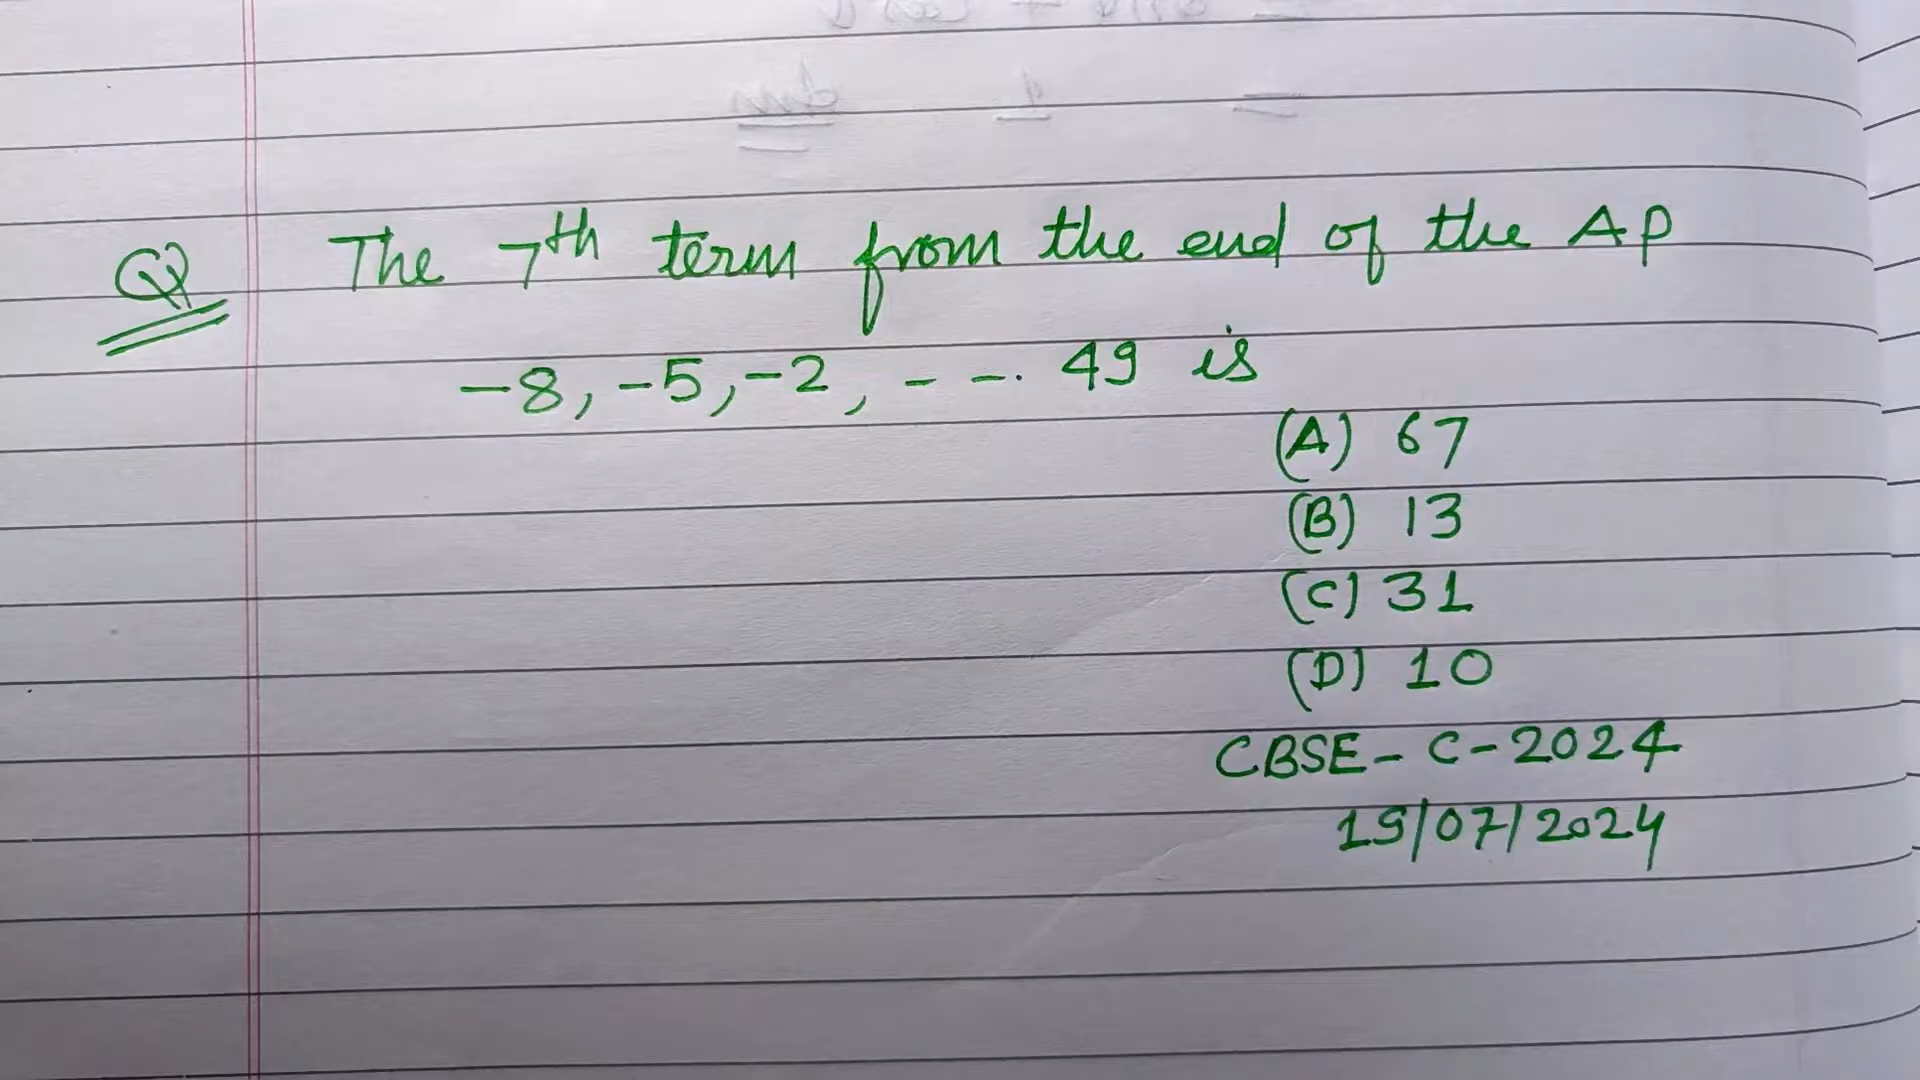 Q The 7th term from the end of the AP
-8, -5, -2, - -. 49 is
(A) 67
(B) 13
(C) 31
(D) 10
CBSE - C - 2024
19/07/2024